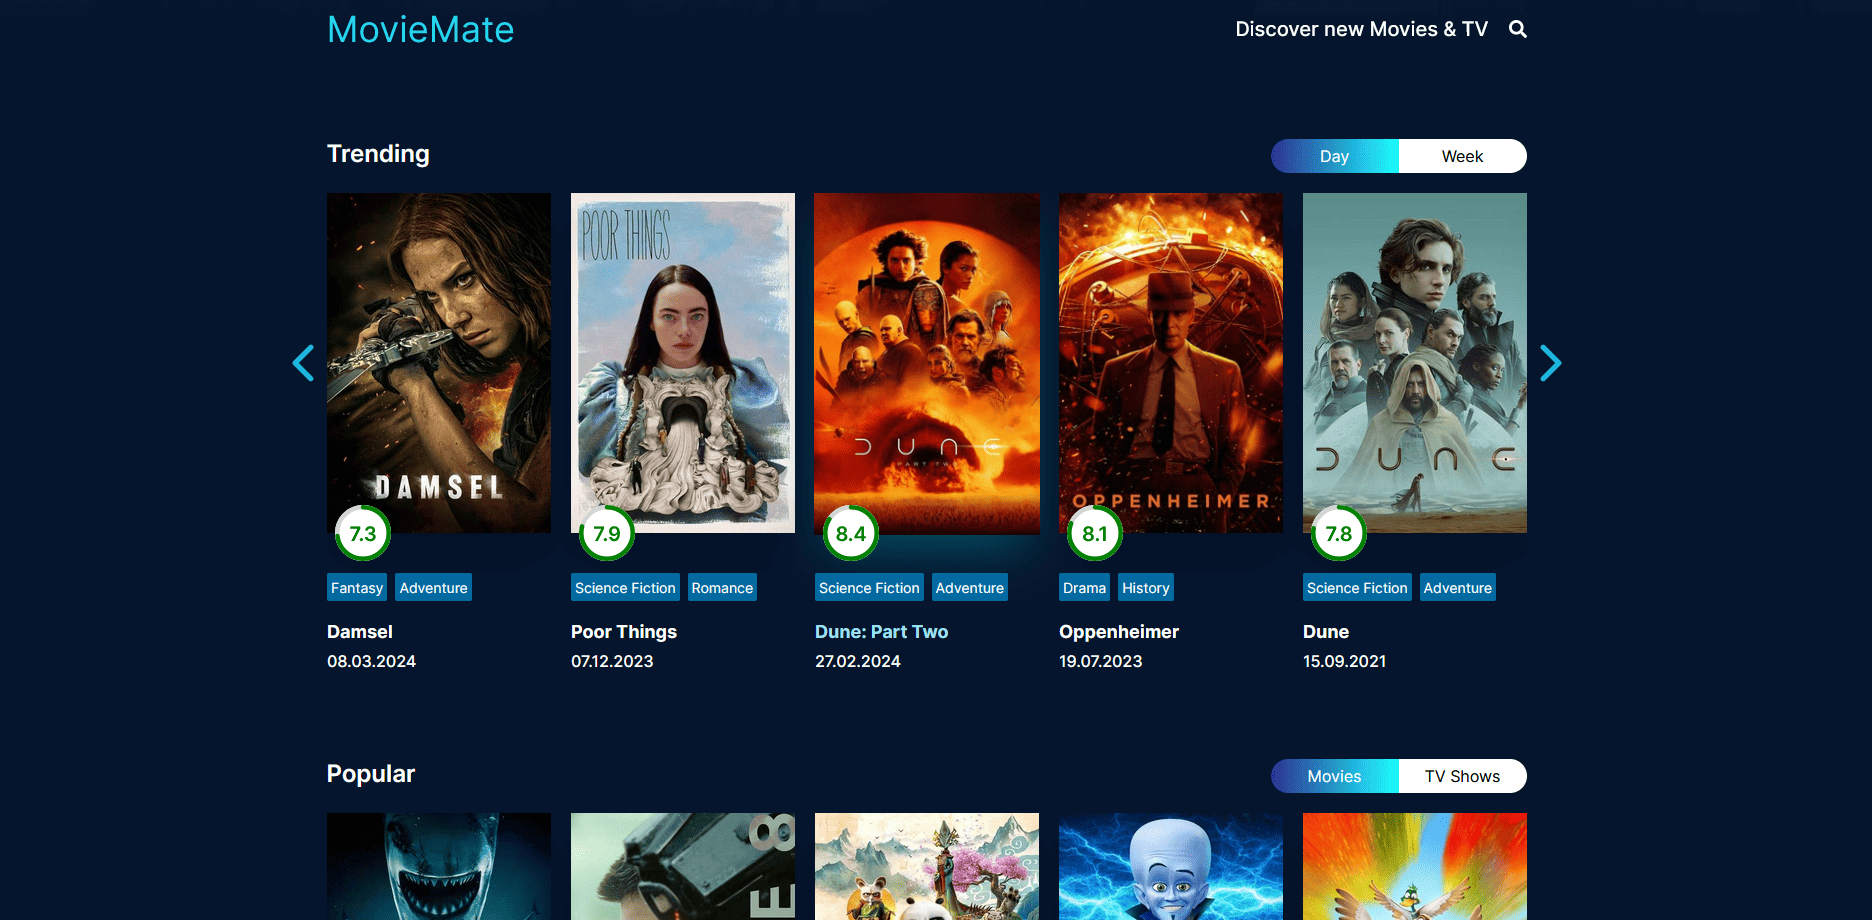 MovieMate
Discover new Movies & TV
Trending
Day
Week
DAMSEL
POOR THINGS
DUNE
PART TWO
OPPENHEIMER
DUNE
7.3
7.9
8.4
8.1
7.8
Fantasy Adventure
Science Fiction Romance
Science Fiction Adventure
Drama History
Science Fiction Adventure
Damsel
Poor Things
Dune: Part Two
Oppenheimer
Dune
08.03.2024
07.12.2023
27.02.2024
19.07.2023
15.09.2021
Popular
Movies
TV Shows